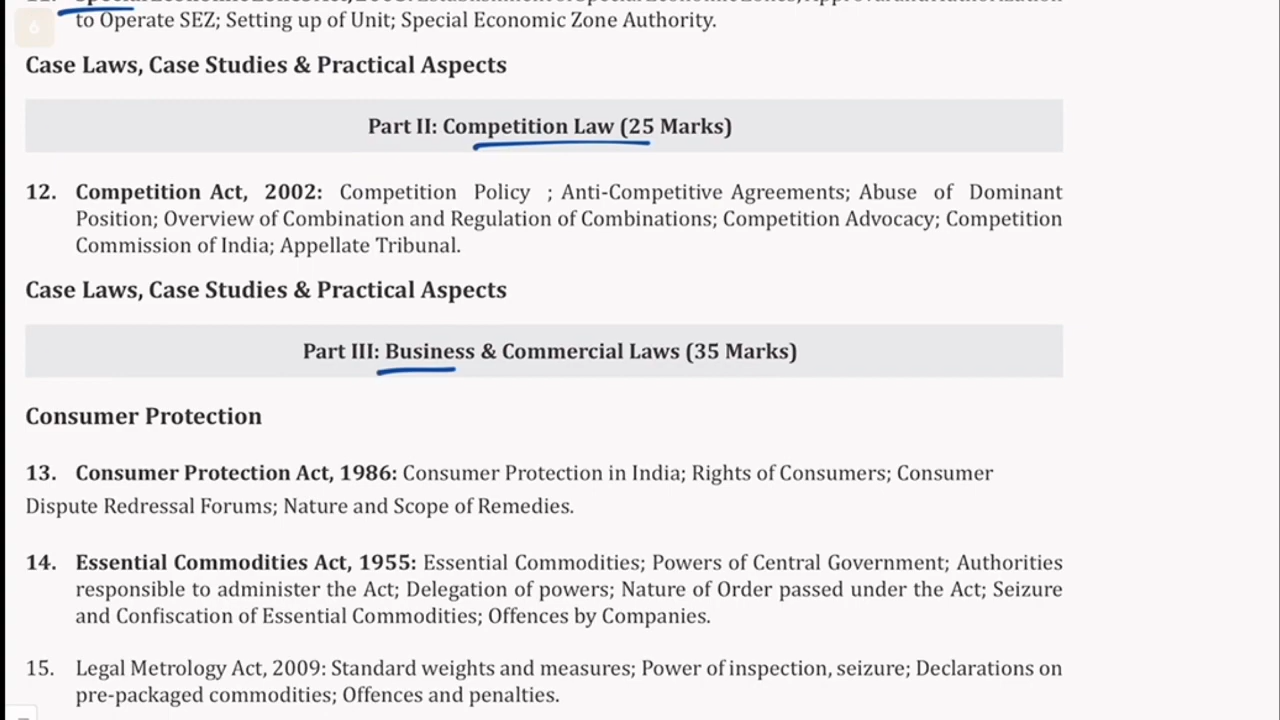 to Operate SEZ; Setting up of Unit; Special Economic Zone Authority.
Case Laws, Case Studies & Practical Aspects
Part II: Competition Law (25 Marks)
12. Competition Act, 2002: Competition Policy ; Anti-Competitive Agreements; Abuse of Dominant
Position; Overview of Combination and Regulation of Combinations; Competition Advocacy; Competition
Commission of India; Appellate Tribunal.
Case Laws, Case Studies & Practical Aspects
Part III: Business & Commercial Laws (35 Marks)
Consumer Protection
13. Consumer Protection Act, 1986: Consumer Protection in India; Rights of Consumers; Consumer
Dispute Redressal Forums; Nature and Scope of Remedies.
14. Essential Commodities Act, 1955: Essential Commodities; Powers of Central Government; Authorities
responsible to administer the Act; Delegation of powers; Nature of Order passed under the Act; Seizure
and Confiscation of Essential Commodities; Offences by Companies.
15. Legal Metrology Act, 2009: Standard weights and measures; Power of inspection, seizure; Declarations on
pre-packaged commodities; Offences and penalties.